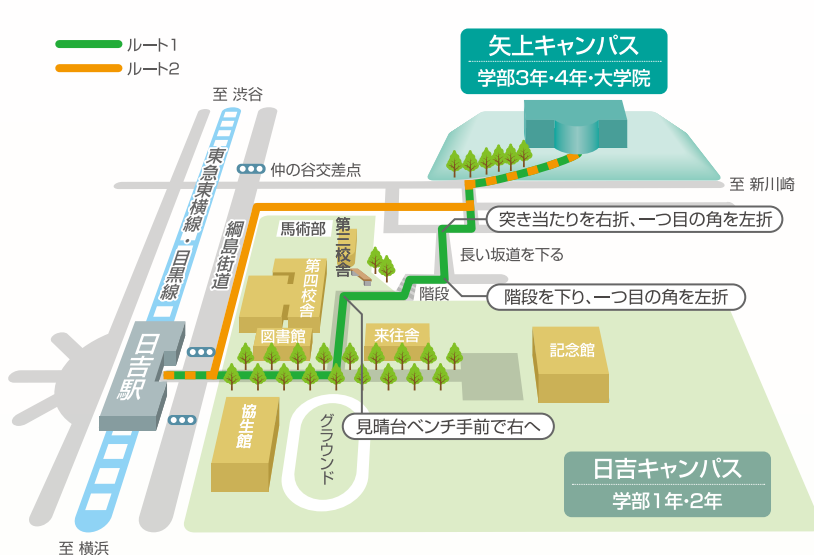 ルート1
ルート2
矢上キャンパス
学部3年・4年・大学院
至 渋谷
東急東横線・目黒線
仲の谷交差点
至 新川崎
綱島街道
馬術部
第三校舎
突き当たりを右折、一つ目の角を左折
長い坂道を下る
第四校舎
階段
階段を下り、一つ目の角を左折
図書館
来往舎
記念館
日吉駅
協生館
グラウンド
見晴台ベンチ手前で右へ
日吉キャンパス
学部1年・2年
至 横浜